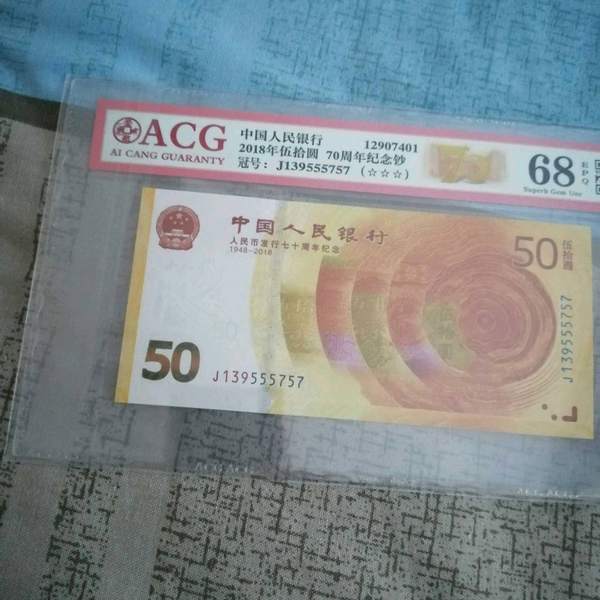 ACG
AI CANG GUARANTY
中国人民银行 12907401
2018年伍拾圆 70周年纪念钞
冠号: J139555757 (☆☆☆)
68 EPQ
Superb Gem Unc
中国人民银行
人民币发行七十周年纪念
1948-2018
50 伍拾圆
50
J139555757
J139555757